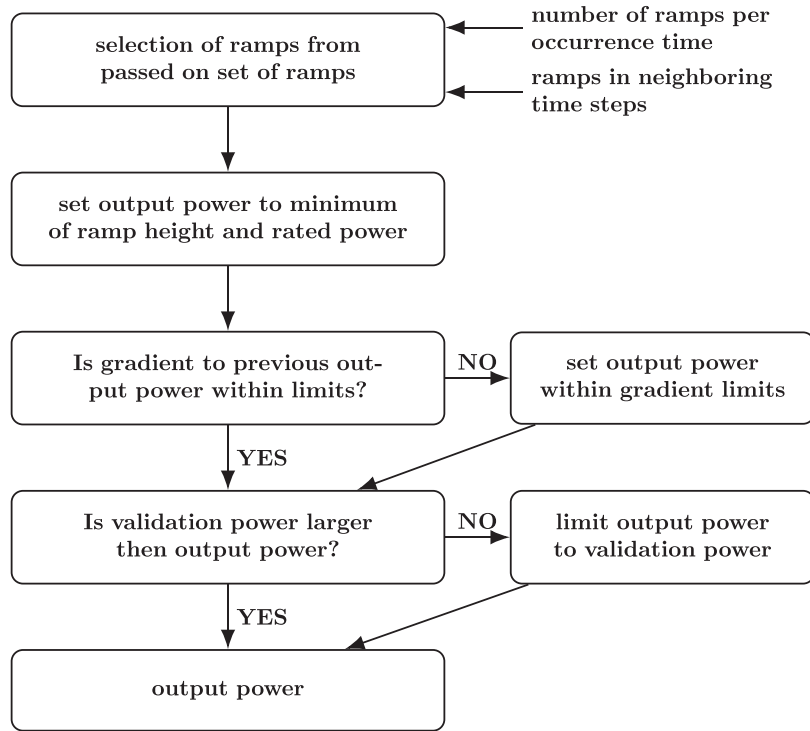 selection of ramps from
passed on set of ramps
number of ramps per
occurrence time
ramps in neighboring
time steps
set output power to minimum
of ramp height and rated power
Is gradient to previous out-
put power within limits?
NO
set output power
within gradient limits
YES
Is validation power larger
then output power?
NO
limit output power
to validation power
YES
output power